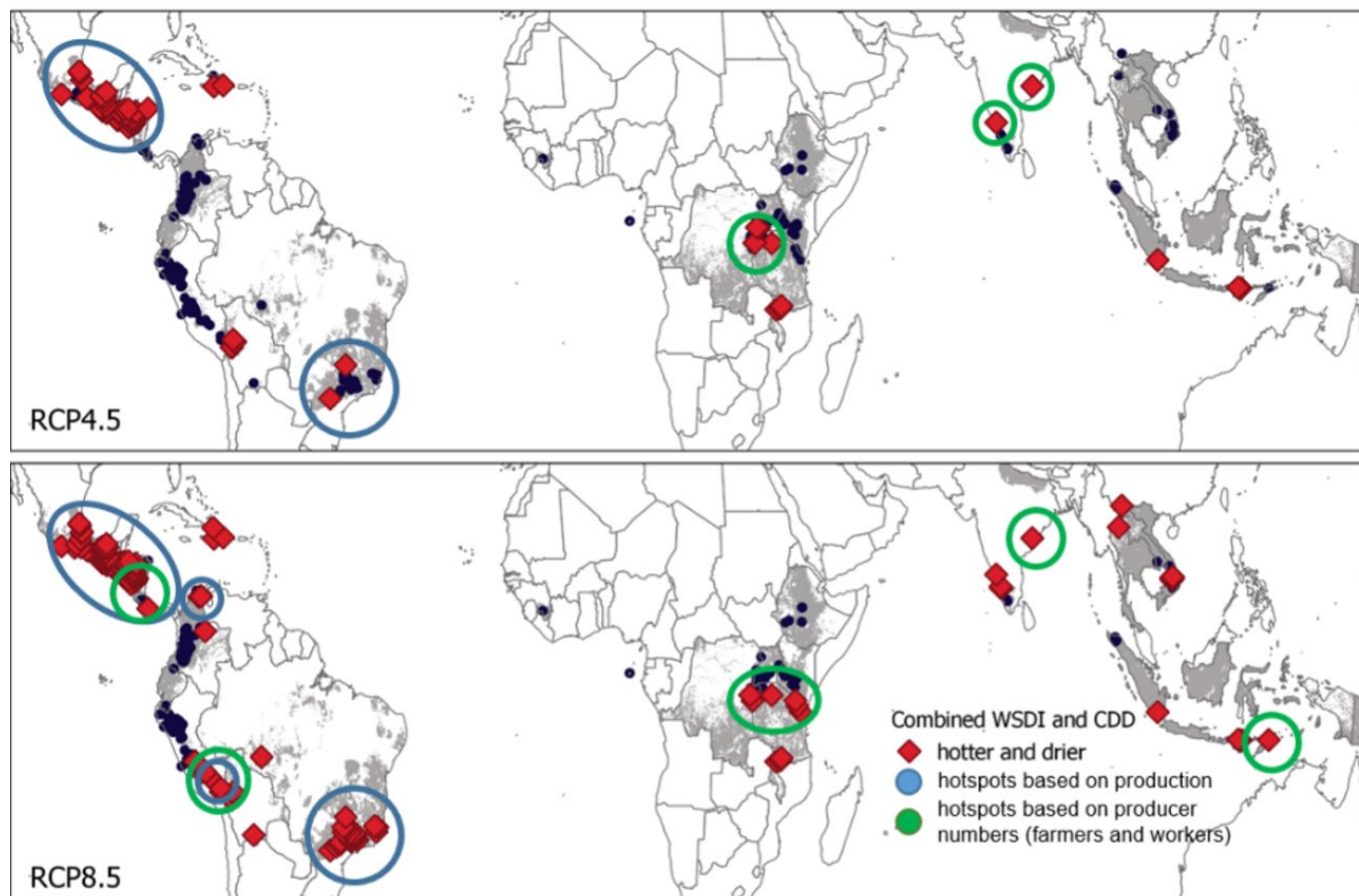 RCP4.5
Combined WSDI and CDD
hotter and drier
hotspots based on production
hotspots based on producer
numbers (farmers and workers)
RCP8.5